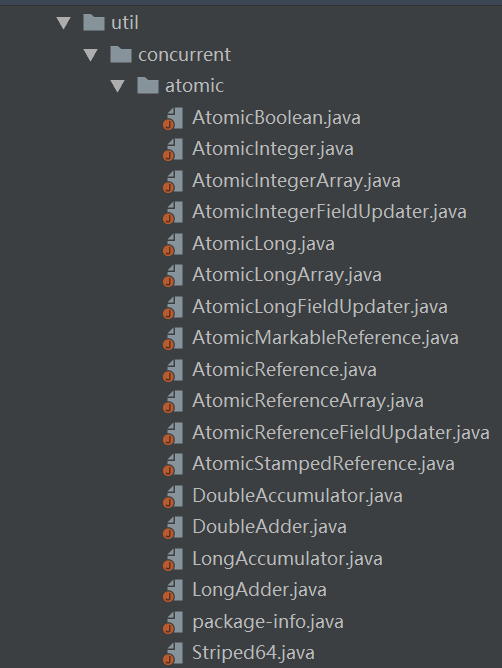 util
concurrent
atomic
AtomicBoolean.java
AtomicInteger.java
AtomicIntegerArray.java
AtomicIntegerFieldUpdater.java
AtomicLong.java
AtomicLongArray.java
AtomicLongFieldUpdater.java
AtomicMarkableReference.java
AtomicReference.java
AtomicReferenceArray.java
AtomicReferenceFieldUpdater.java
AtomicStampedReference.java
DoubleAccumulator.java
DoubleAdder.java
LongAccumulator.java
LongAdder.java
package-info.java
Striped64.java